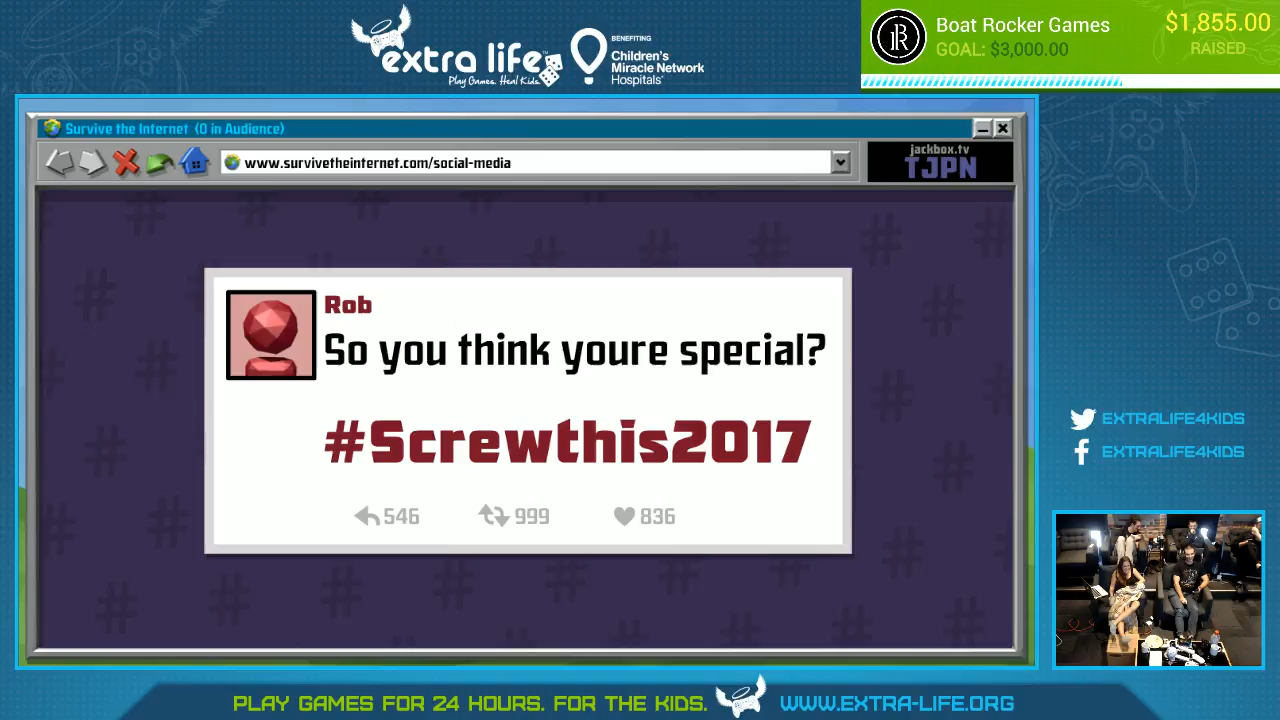 extra life
Play Games. Heal Kids.
BENEFITING
Children's
Miracle Network
Hospitals
Boat Rocker Games
GOAL: $3,000.00
$1,855.00
RAISED
Survive the Internet (0 in Audience)
www.survivetheinternet.com/social-media
jackbox.tv
TJPN
Rob
So you think youre special?
#Screwthis2017
546 999 836
EXTRALIFE4KIDS
EXTRALIFE4KIDS
PLAY GAMES FOR 24 HOURS. FOR THE KIDS. WWW.EXTRA-LIFE.ORG